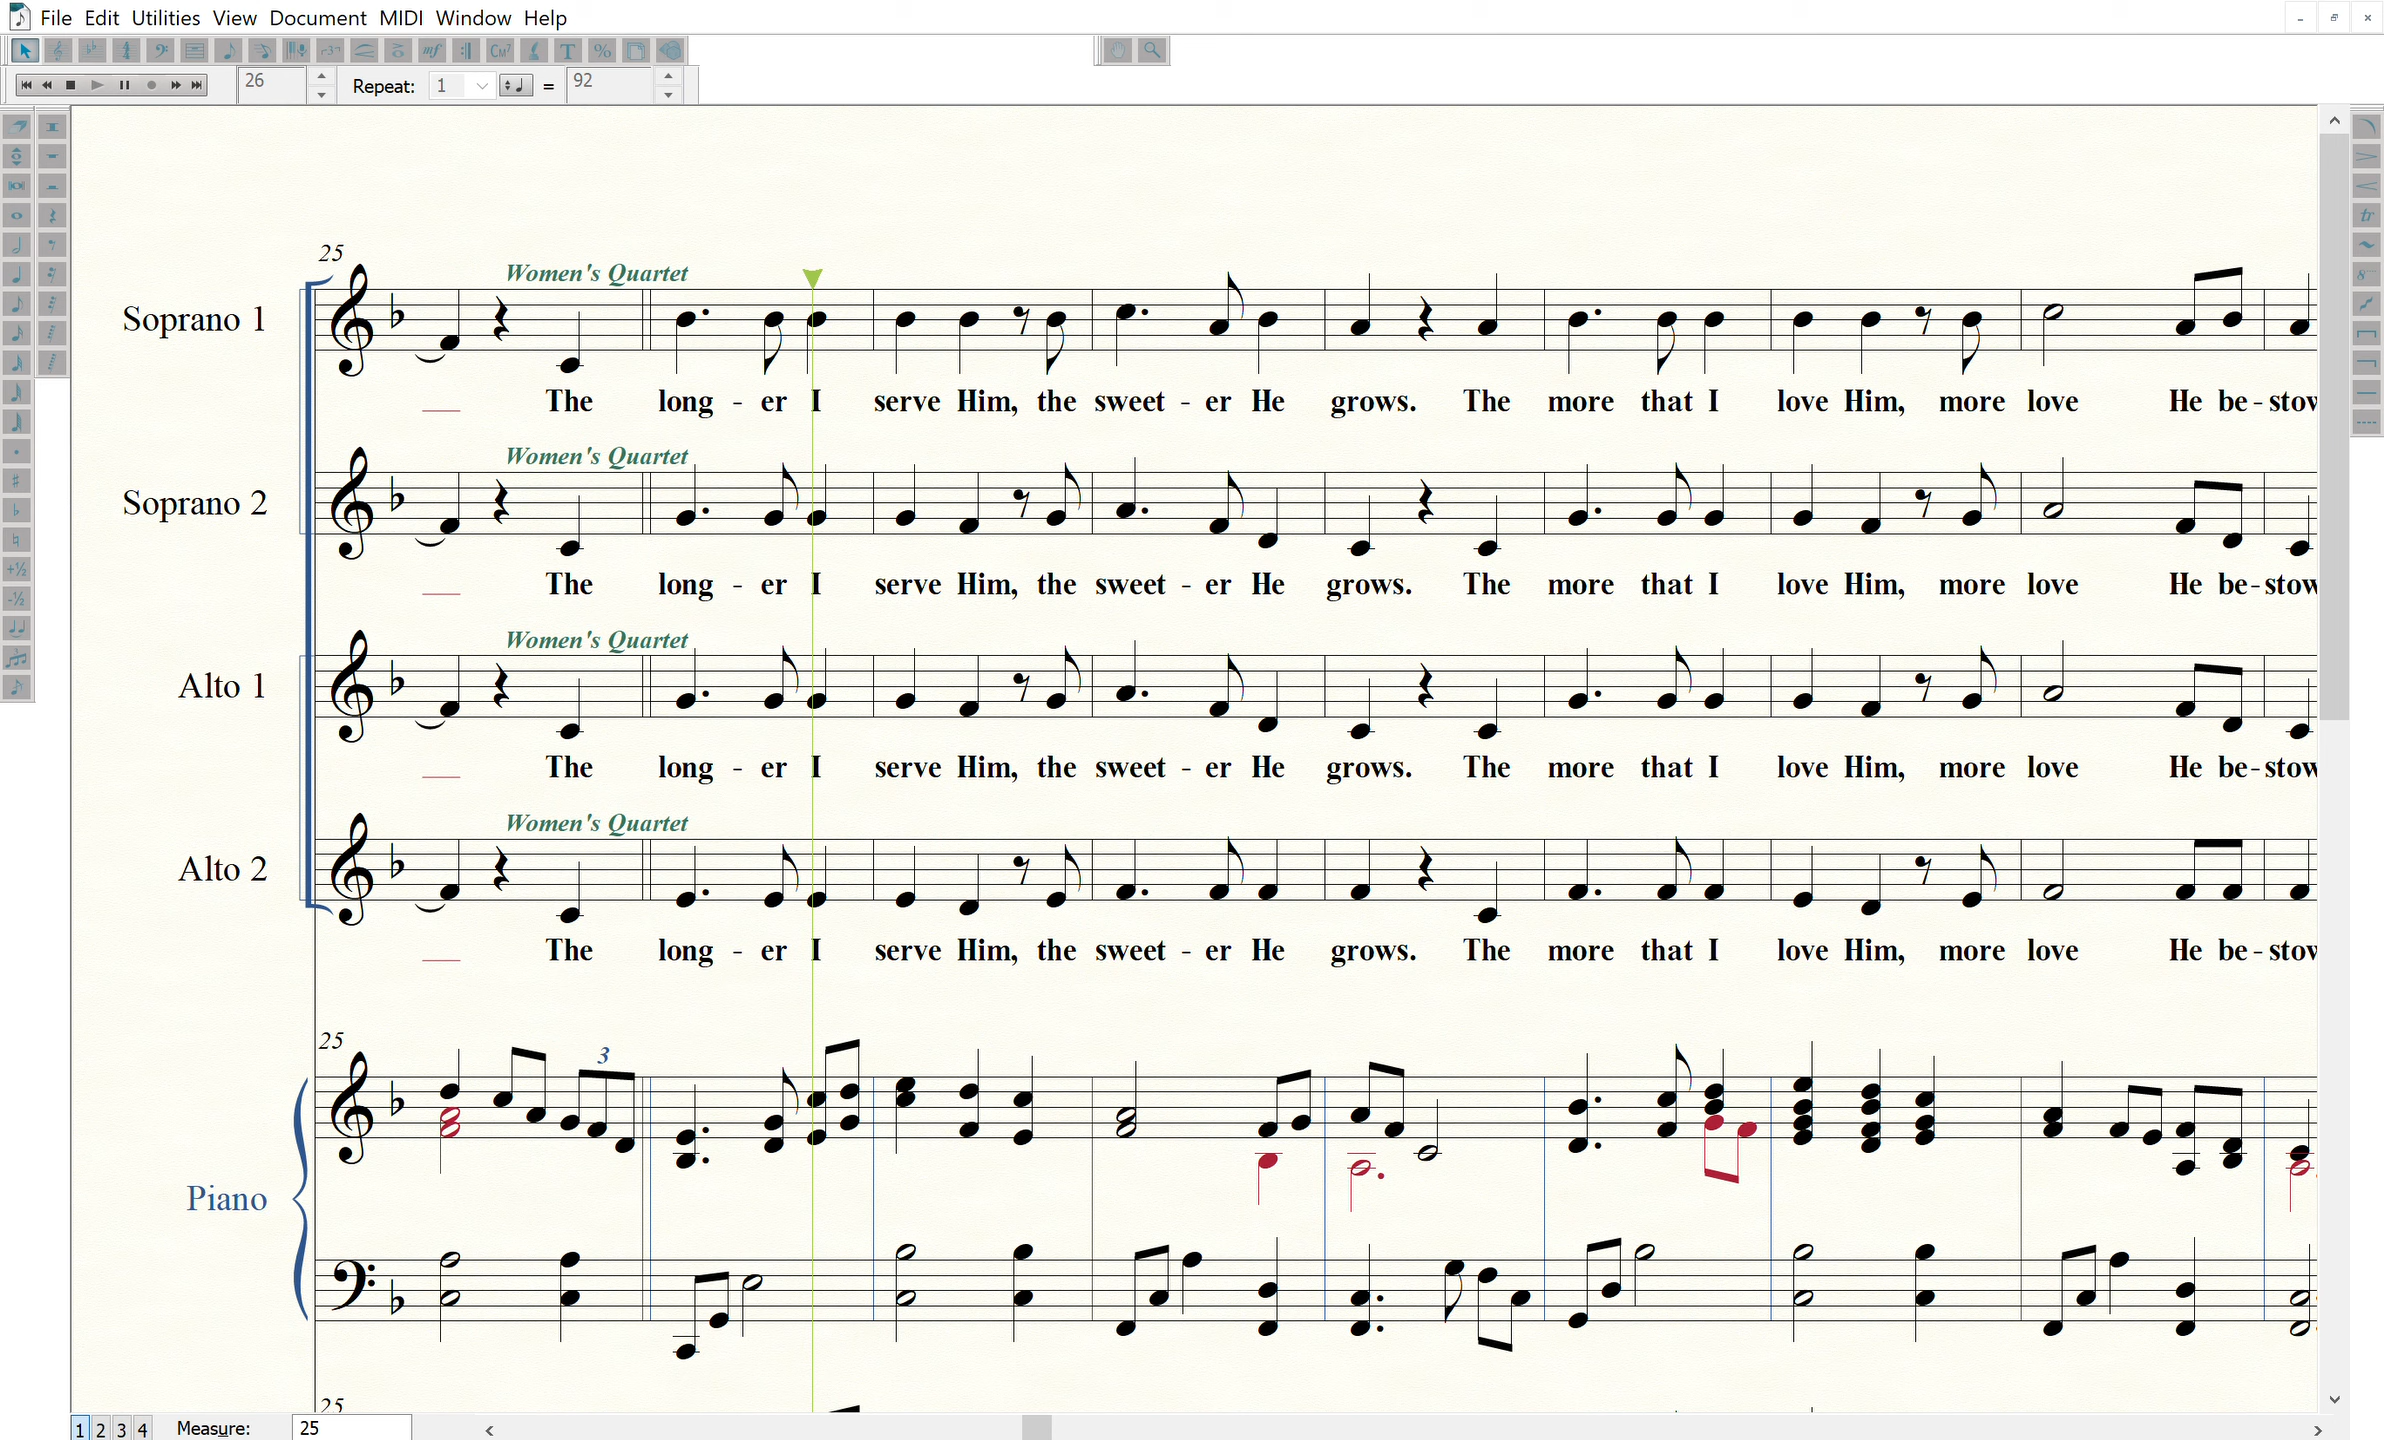 File Edit Utilities View Document MIDI Window Help
26 Repeat: 1 = 92
25
Women's Quartet
Soprano 1
The long - er I serve Him, the sweet - er He grows. The more that I love Him, more love He be - stow
Women's Quartet
Soprano 2
The long - er I serve Him, the sweet - er He grows. The more that I love Him, more love He be - stow
Women's Quartet
Alto 1
The long - er I serve Him, the sweet - er He grows. The more that I love Him, more love He be - stow
Women's Quartet
Alto 2
The long - er I serve Him, the sweet - er He grows. The more that I love Him, more love He be - stow
25
3
Piano
25
1 2 3 4 Measure: 25